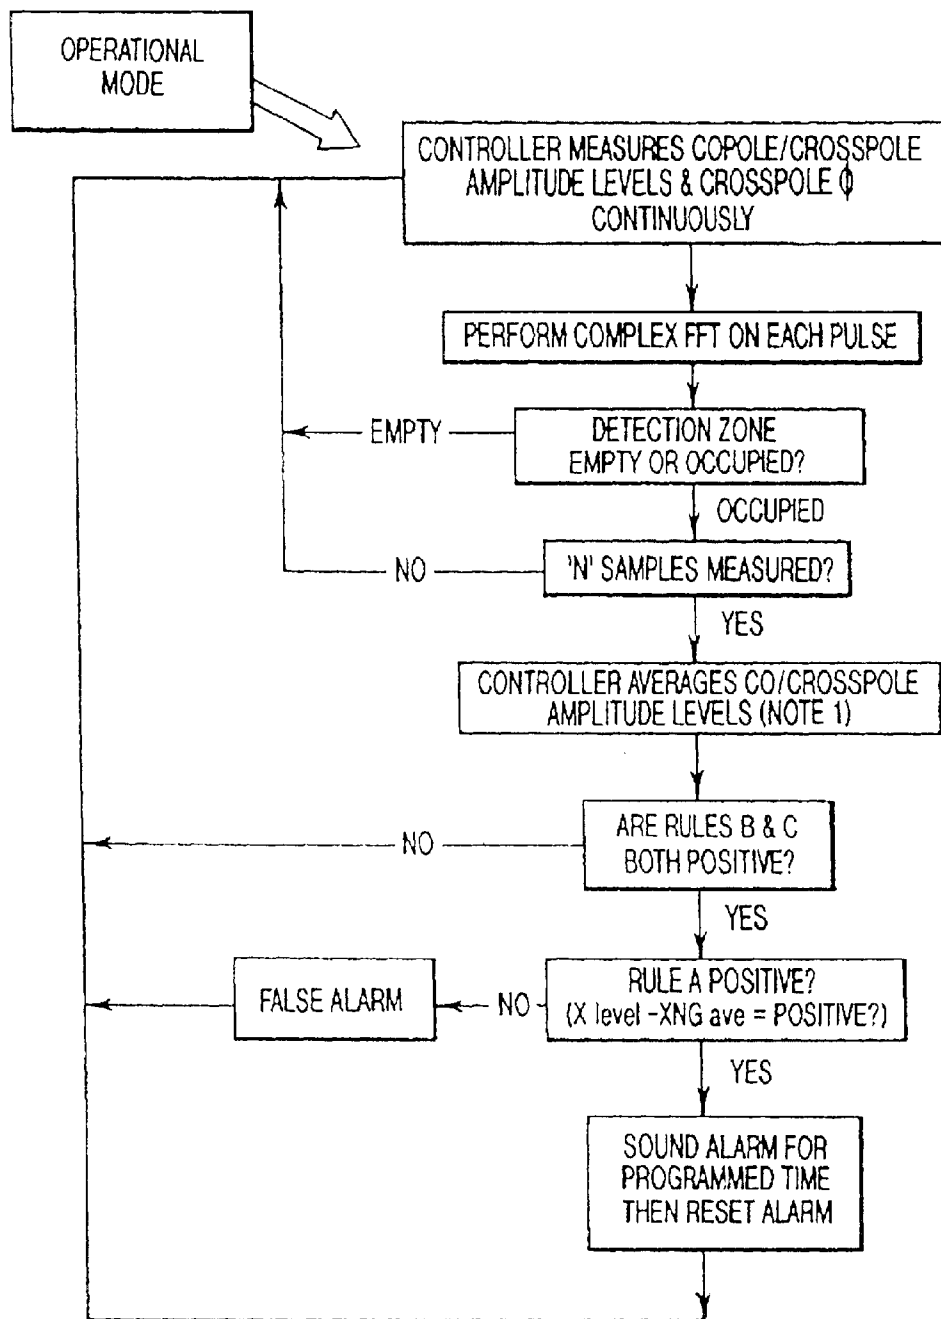 OPERATIONAL
MODE
CONTROLLER MEASURES COPOLE/CROSSPOLE
AMPLITUDE LEVELS & CROSSPOLE ϕ
CONTINUOUSLY
PERFORM COMPLEX FFT ON EACH PULSE
EMPTY
DETECTION ZONE
EMPTY OR OCCUPIED?
OCCUPIED
NO
'N' SAMPLES MEASURED?
YES
CONTROLLER AVERAGES CO/CROSSPOLE
AMPLITUDE LEVELS (NOTE 1)
NO
ARE RULES B & C
BOTH POSITIVE?
YES
FALSE ALARM
NO
RULE A POSITIVE?
(X level -XNG ave = POSITIVE?)
YES
SOUND ALARM FOR
PROGRAMMED TIME
THEN RESET ALARM